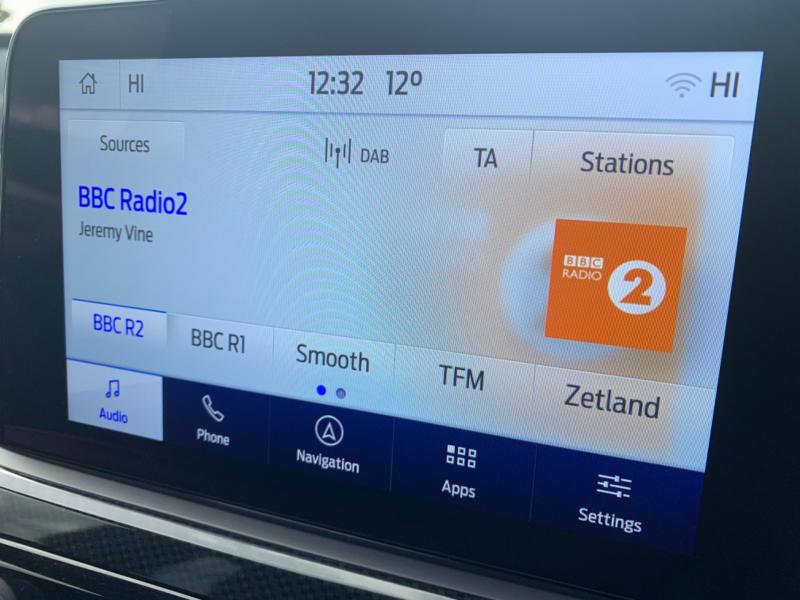 HI 12:32 12º HI
Sources DAB TA Stations
BBC Radio2
Jeremy Vine
BBC
RADIO 2
BBC R2 BBC R1 Smooth TFM Zetland
Audio Phone Navigation Apps Settings